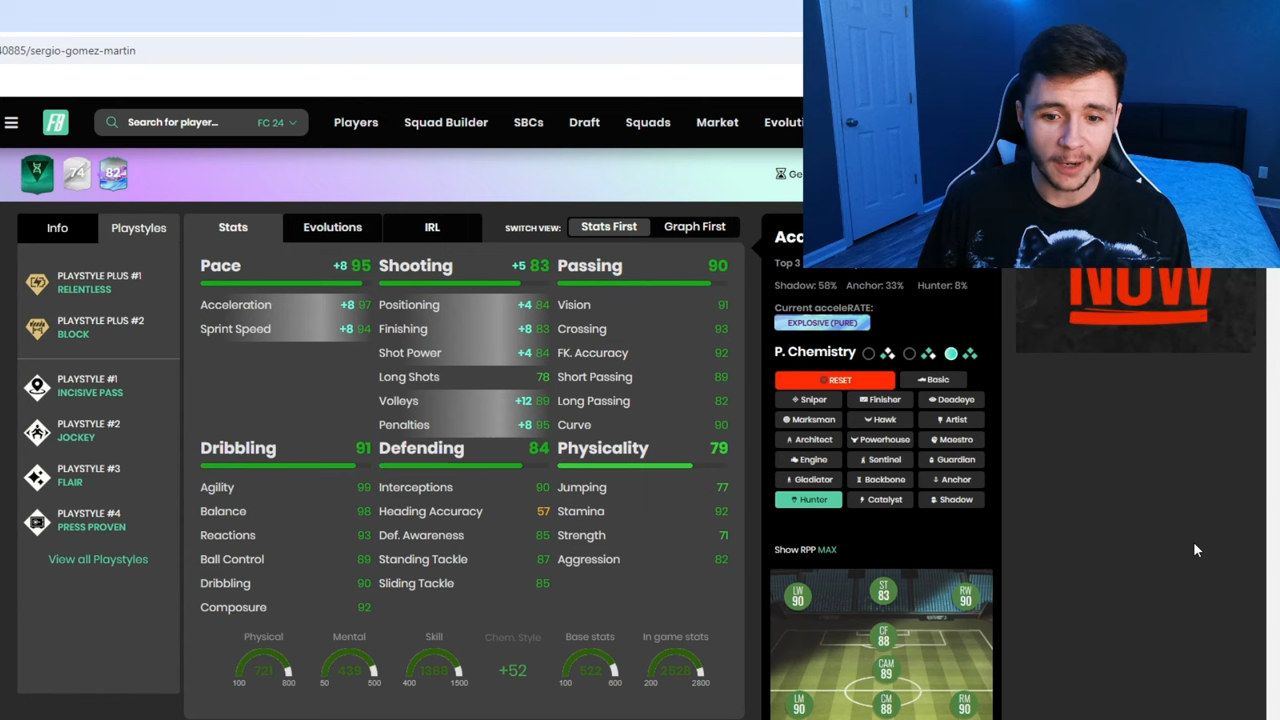 40885/sergio-gomez-martin
FB
Search for player... FC 24
Players Squad Builder SBCs Draft Squads Market Evoluti
74 82
Ge
Info Playstyles
Stats Evolutions IRL SWITCH VIEW: Stats First Graph First
PLAYSTYLE PLUS #1
RELENTLESS
PLAYSTYLE PLUS #2
BLOCK
PLAYSTYLE #1
INCISIVE PASS
PLAYSTYLE #2
JOCKEY
PLAYSTYLE #3
FLAIR
PLAYSTYLE #4
PRESS PROVEN
View all Playstyles
Pace +8 95
Acceleration +8 97
Sprint Speed +8 94
Shooting +5 83
Positioning +4 84
Finishing +8 83
Shot Power +4 84
Long Shots 78
Volleys +12 89
Penalties +8 95
Passing 90
Vision 91
Crossing 93
FK. Accuracy 92
Short Passing 89
Long Passing 82
Curve 90
Dribbling 91
Agility 99
Balance 98
Reactions 93
Ball Control 89
Dribbling 90
Composure 92
Defending 84
Interceptions 90
Heading Accuracy 57
Def. Awareness 85
Standing Tackle 87
Sliding Tackle 85
Physicality 79
Jumping 77
Stamina 92
Strength 71
Aggression 82
Physical Mental Skill Chem. Style Base stats In game stats
721 439 1368 +52 522 2528
100 800 50 500 400 1500 100 600 200 2800
Acc
Top 3
Shadow: 58% Anchor: 33% Hunter: 8%
Current acceleRATE:
EXPLOSIVE (PURE)
P. Chemistry
RESET Basic
Sniper Finisher Deadeye
Marksman Hawk Artist
Architect Powerhouse Maestro
Engine Sentinel Guardian
Gladiator Backbone Anchor
Hunter Catalyst Shadow
Show RPP MAX
LW 90
ST 83
RW 90
CF 88
CAM 89
LM 90
CM 88
RM 90
NOW